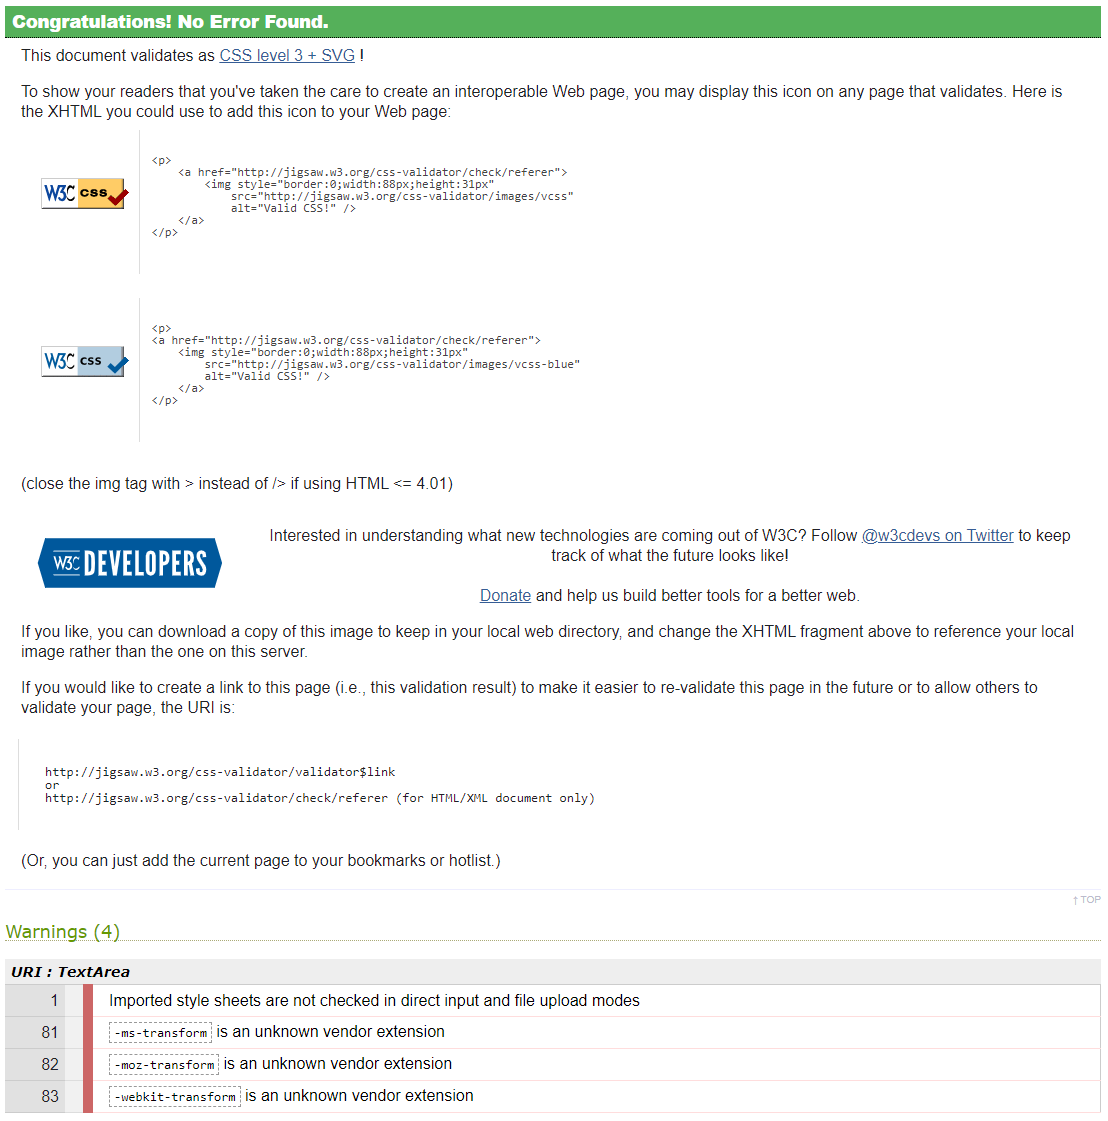 Congratulations! No Error Found.
This document validates as CSS level 3 + SVG !
To show your readers that you've taken the care to create an interoperable Web page, you may display this icon on any page that validates. Here is
the XHTML you could use to add this icon to your Web page:
W3C css
<p>
<a href="http://jigsaw.w3.org/css-validator/check/referer">
<img style="border:0;width:88px;height:31px"
src="http://jigsaw.w3.org/css-validator/images/vcss"
alt="Valid CSS!" />
</a>
</p>
W3C css
<p>
<a href="http://jigsaw.w3.org/css-validator/check/referer">
<img style="border:0;width:88px;height:31px"
src="http://jigsaw.w3.org/css-validator/images/vcss-blue"
alt="Valid CSS!" />
</a>
</p>
(close the img tag with > instead of /> if using HTML <= 4.01)
W3C DEVELOPERS
Interested in understanding what new technologies are coming out of W3C? Follow @w3cdevs on Twitter to keep
track of what the future looks like!
Donate and help us build better tools for a better web.
If you like, you can download a copy of this image to keep in your local web directory, and change the XHTML fragment above to reference your local
image rather than the one on this server.
If you would like to create a link to this page (i.e., this validation result) to make it easier to re-validate this page in the future or to allow others to
validate your page, the URI is:
http://jigsaw.w3.org/css-validator/validator$link
or
http://jigsaw.w3.org/css-validator/check/referer (for HTML/XML document only)
(Or, you can just add the current page to your bookmarks or hotlist.)
↑ TOP
Warnings (4)
URI : TextArea
1 Imported style sheets are not checked in direct input and file upload modes
81 -ms-transform is an unknown vendor extension
82 -moz-transform is an unknown vendor extension
83 -webkit-transform is an unknown vendor extension